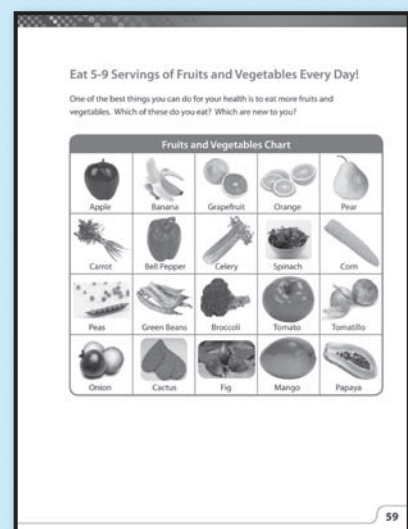 Eat 5-9 Servings of Fruits and Vegetables Every Day!
One of the best things you can do for your health is to eat more fruits and
vegetables. Which of these do you eat? Which are new to you?
Fruits and Vegetables Chart
Apple Banana Grapefruit Orange Pear
Carrot Bell Pepper Celery Spinach Corn
Peas Green Beans Broccoli Tomato Tomatillo
Onion Cactus Fig Mango Papaya
59